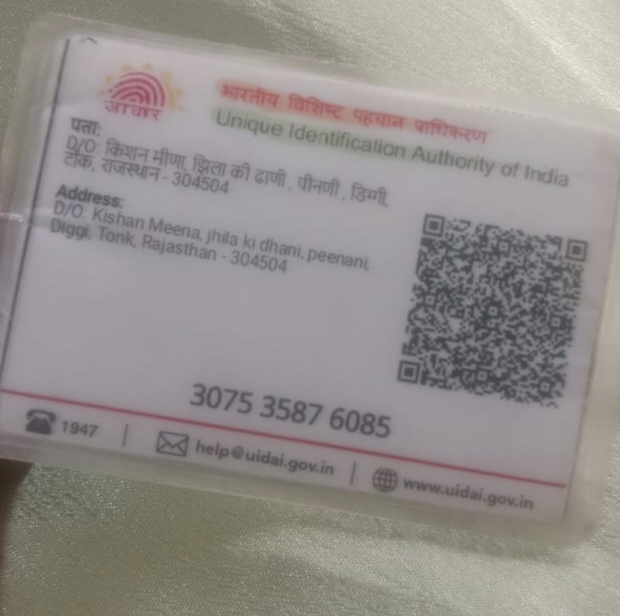 आधार
भारतीय विशिष्ट पहचान प्राधिकरण
Unique Identification Authority of India
पता:
D/O: किशन मीणा, झिला की ढाणी, पीनणी, डिग्गी,
टोंक, राजस्थान - 304504
Address:
D/O: Kishan Meena, jhila ki dhani, peenani,
Diggi, Tonk, Rajasthan - 304504
3075 3587 6085
1947 | help@uidai.gov.in | www.uidai.gov.in